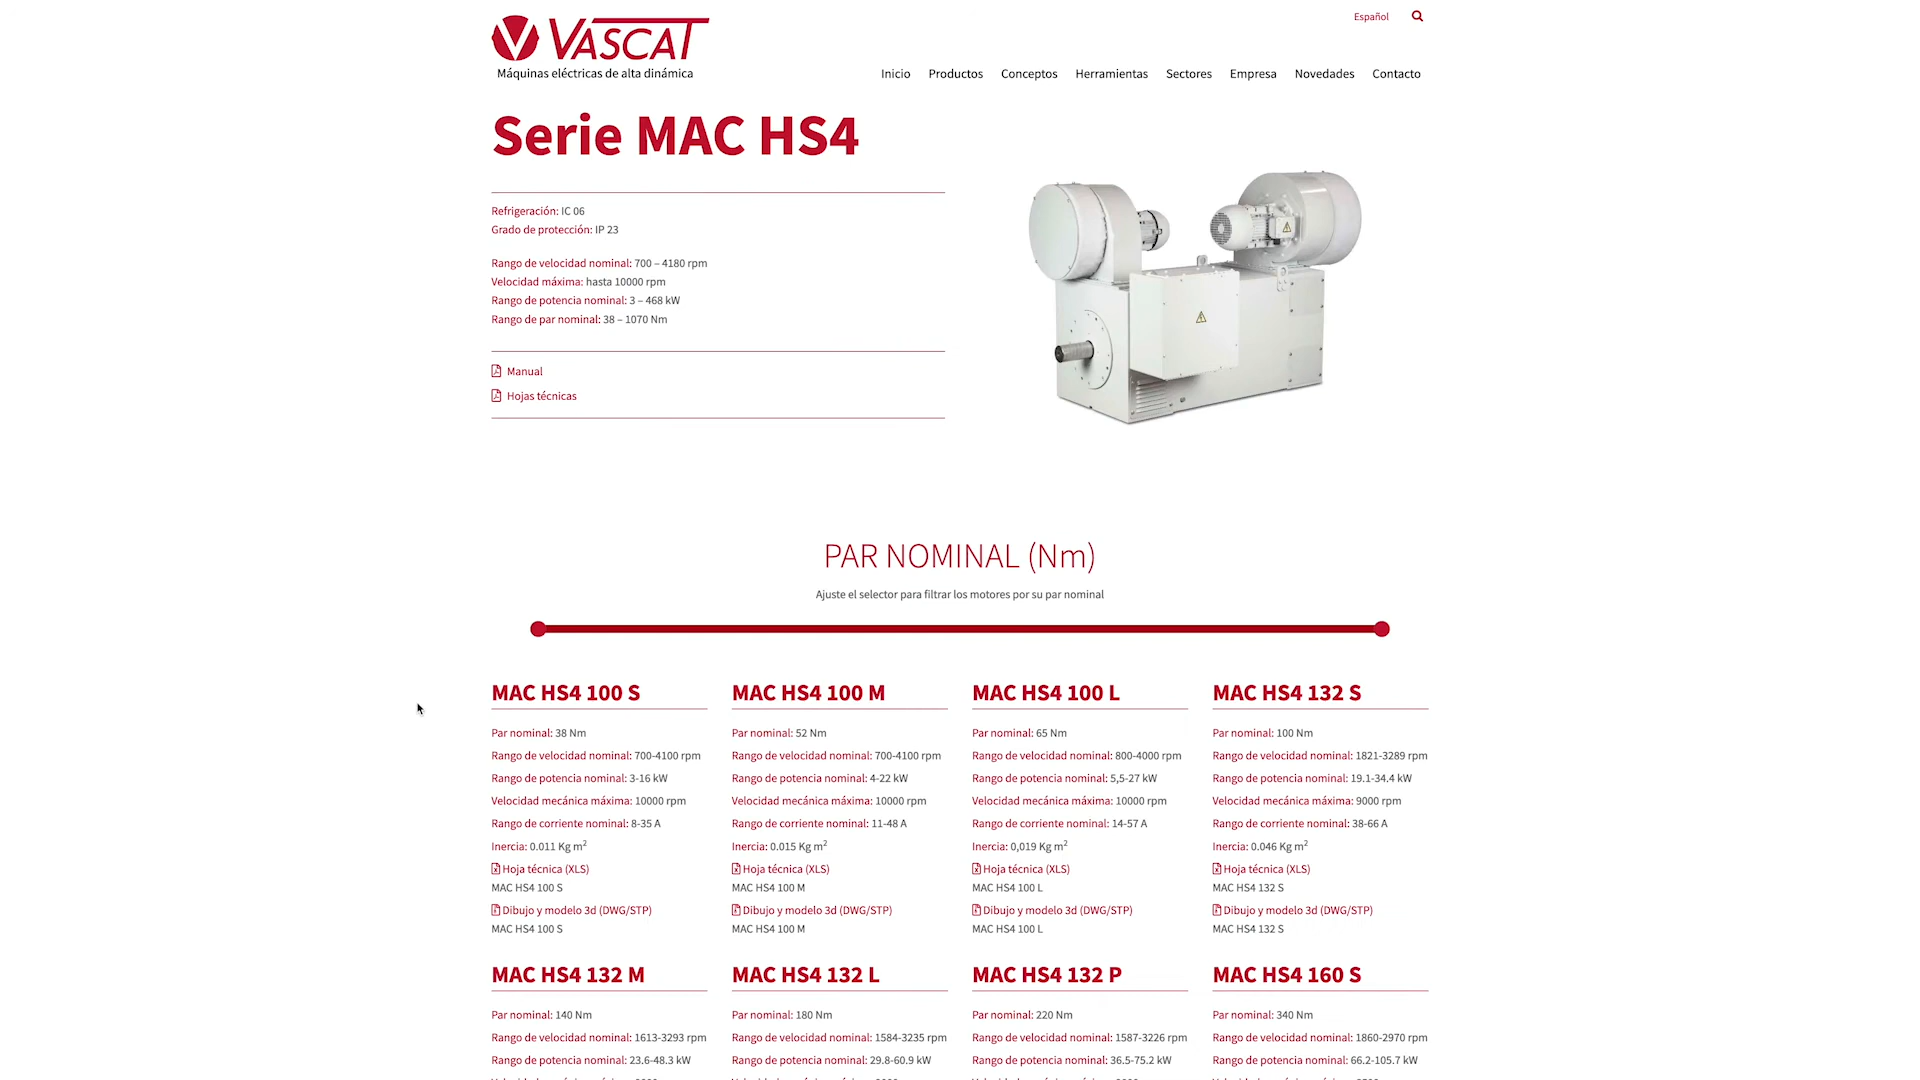 VASCAT
Máquinas eléctricas de alta dinámica
Español
Inicio Productos Conceptos Herramientas Sectores Empresa Novedades Contacto
Serie MAC HS4
Refrigeración: IC 06
Grado de protección: IP 23
Rango de velocidad nominal: 700 – 4180 rpm
Velocidad máxima: hasta 10000 rpm
Rango de potencia nominal: 3 – 468 kW
Rango de par nominal: 38 – 1070 Nm
Manual
Hojas técnicas
PAR NOMINAL (Nm)
Ajuste el selector para filtrar los motores por su par nominal
MAC HS4 100 S
Par nominal: 38 Nm
Rango de velocidad nominal: 700-4100 rpm
Rango de potencia nominal: 3-16 kW
Velocidad mecánica máxima: 10000 rpm
Rango de corriente nominal: 8-35 A
Inercia: 0.011 Kg m²
Hoja técnica (XLS)
MAC HS4 100 S
Dibujo y modelo 3d (DWG/STP)
MAC HS4 100 S
MAC HS4 100 M
Par nominal: 52 Nm
Rango de velocidad nominal: 700-4100 rpm
Rango de potencia nominal: 4-22 kW
Velocidad mecánica máxima: 10000 rpm
Rango de corriente nominal: 11-48 A
Inercia: 0.015 Kg m²
Hoja técnica (XLS)
MAC HS4 100 M
Dibujo y modelo 3d (DWG/STP)
MAC HS4 100 M
MAC HS4 100 L
Par nominal: 65 Nm
Rango de velocidad nominal: 800-4000 rpm
Rango de potencia nominal: 5,5-27 kW
Velocidad mecánica máxima: 10000 rpm
Rango de corriente nominal: 14-57 A
Inercia: 0,019 Kg m²
Hoja técnica (XLS)
MAC HS4 100 L
Dibujo y modelo 3d (DWG/STP)
MAC HS4 100 L
MAC HS4 132 S
Par nominal: 100 Nm
Rango de velocidad nominal: 1821-3289 rpm
Rango de potencia nominal: 19.1-34.4 kW
Velocidad mecánica máxima: 9000 rpm
Rango de corriente nominal: 38-66 A
Inercia: 0.046 Kg m²
Hoja técnica (XLS)
MAC HS4 132 S
Dibujo y modelo 3d (DWG/STP)
MAC HS4 132 S
MAC HS4 132 M
Par nominal: 140 Nm
Rango de velocidad nominal: 1613-3293 rpm
Rango de potencia nominal: 23.6-48.3 kW
MAC HS4 132 L
Par nominal: 180 Nm
Rango de velocidad nominal: 1584-3235 rpm
Rango de potencia nominal: 29.8-60.9 kW
MAC HS4 132 P
Par nominal: 220 Nm
Rango de velocidad nominal: 1587-3226 rpm
Rango de potencia nominal: 36.5-75.2 kW
MAC HS4 160 S
Par nominal: 340 Nm
Rango de velocidad nominal: 1860-2970 rpm
Rango de potencia nominal: 66.2-105.7 kW